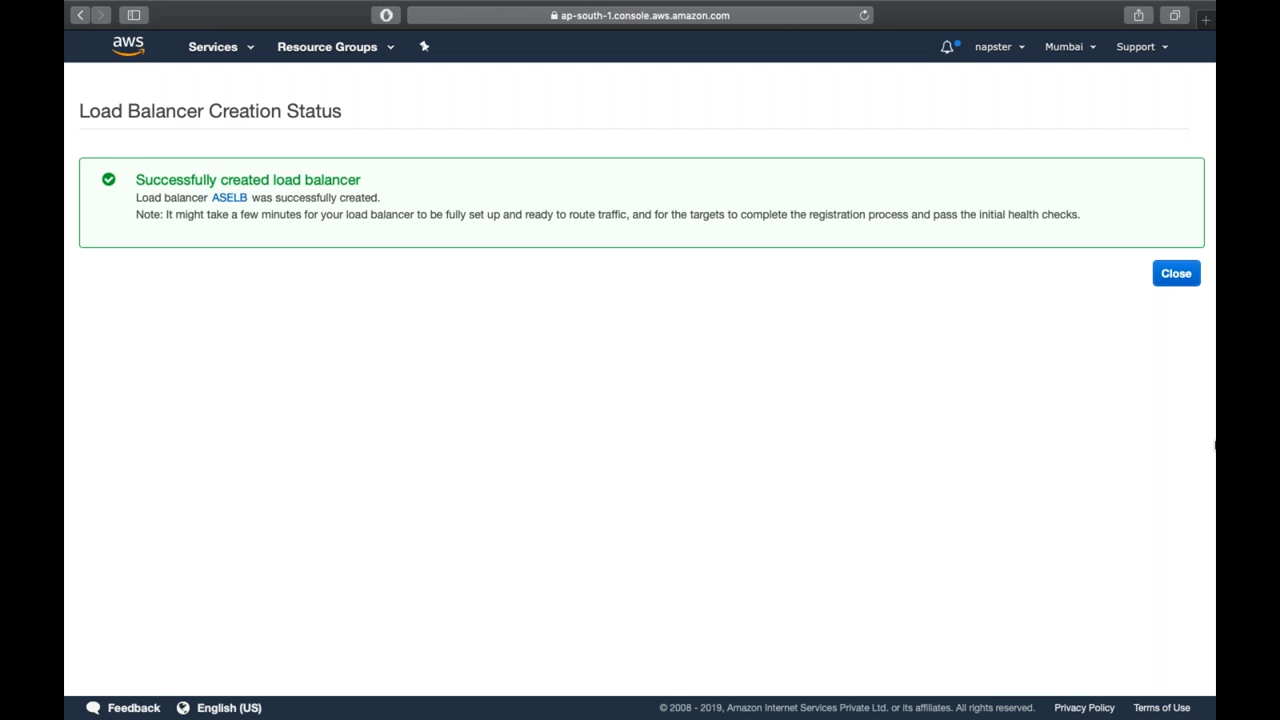 ap-south-1.console.aws.amazon.com
aws
Services
Resource Groups
napster
Mumbai
Support
Load Balancer Creation Status
Successfully created load balancer
Load balancer ASELB was successfully created.
Note: It might take a few minutes for your load balancer to be fully set up and ready to route traffic, and for the targets to complete the registration process and pass the initial health checks.
Close
Feedback
English (US)
© 2008 - 2019, Amazon Internet Services Private Ltd. or its affiliates. All rights reserved.
Privacy Policy
Terms of Use